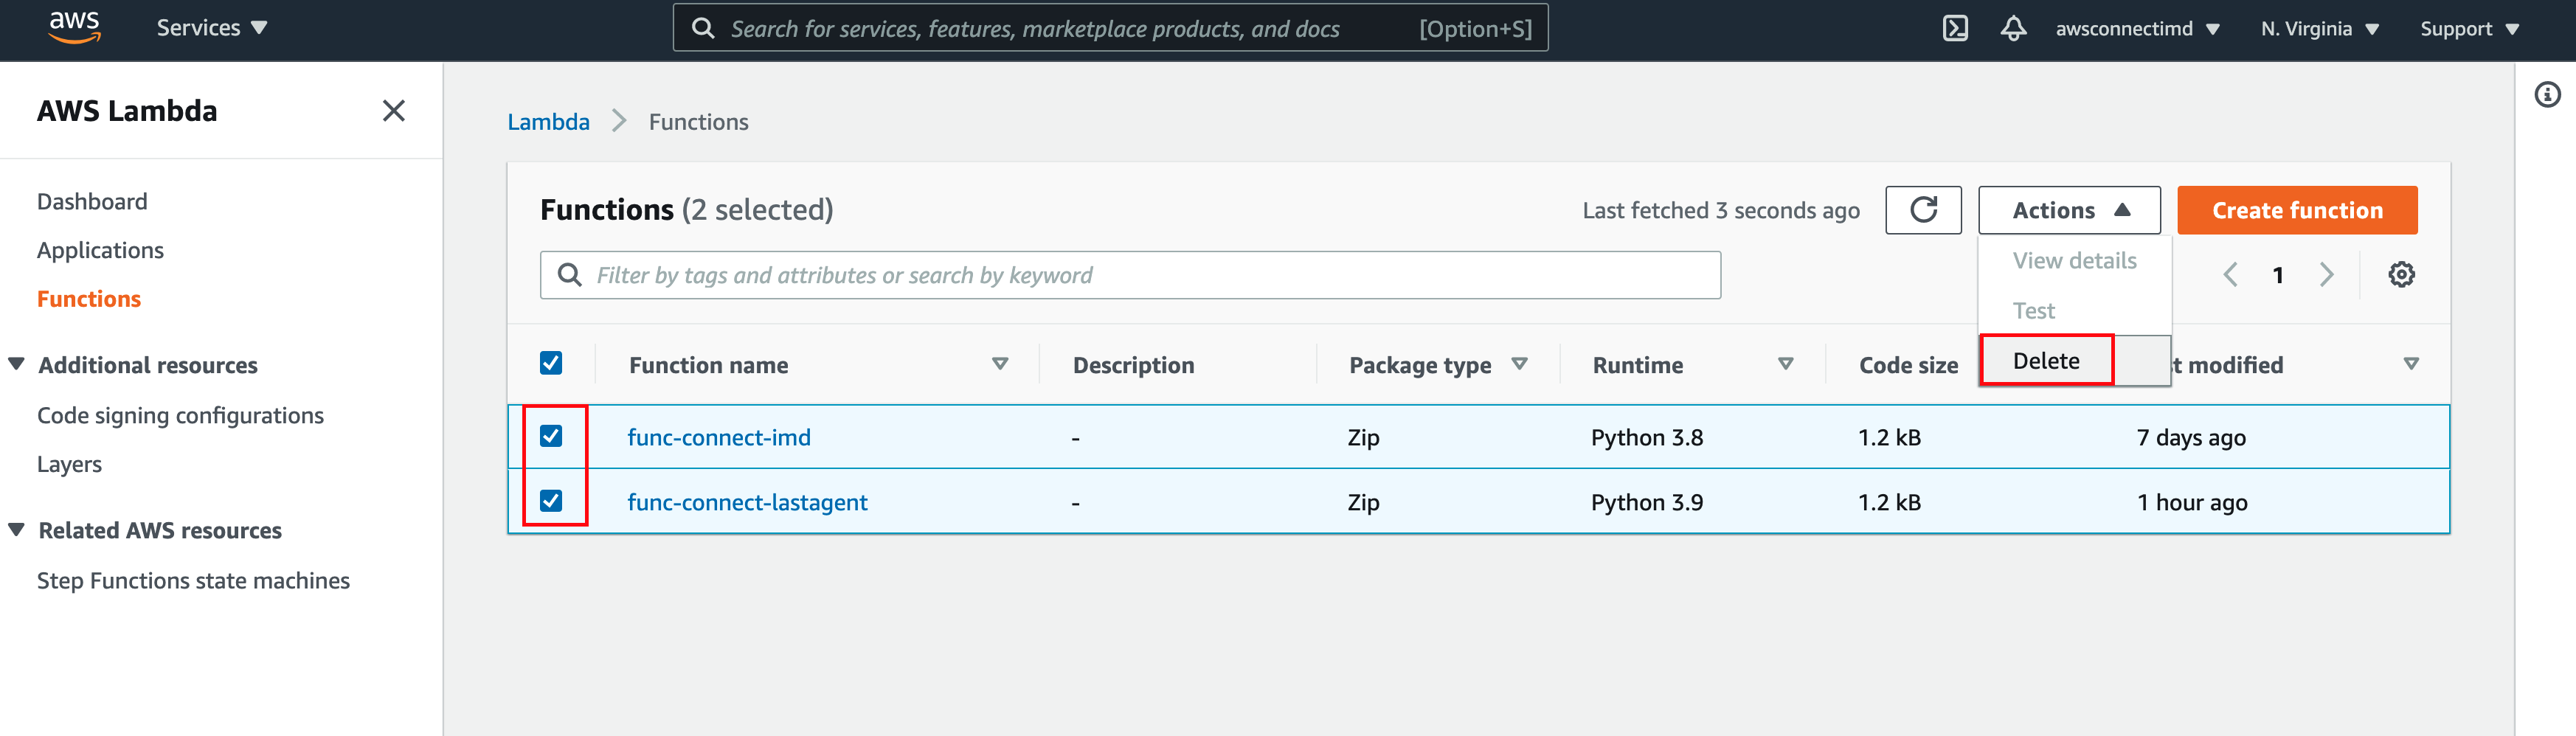 aws
Services
Search for services, features, marketplace products, and docs
[Option+S]
awsconnectimd
N. Virginia
Support
AWS Lambda
Dashboard
Applications
Functions
Additional resources
Code signing configurations
Layers
Related AWS resources
Step Functions state machines
Lambda
Functions
Functions (2 selected)
Last fetched 3 seconds ago
Actions
Create function
Filter by tags and attributes or search by keyword
View details
Test
Delete
1
Function name Description Package type Runtime Code size modified
func-connect-imd - Zip Python 3.8 1.2 kB 7 days ago
func-connect-lastagent - Zip Python 3.9 1.2 kB 1 hour ago